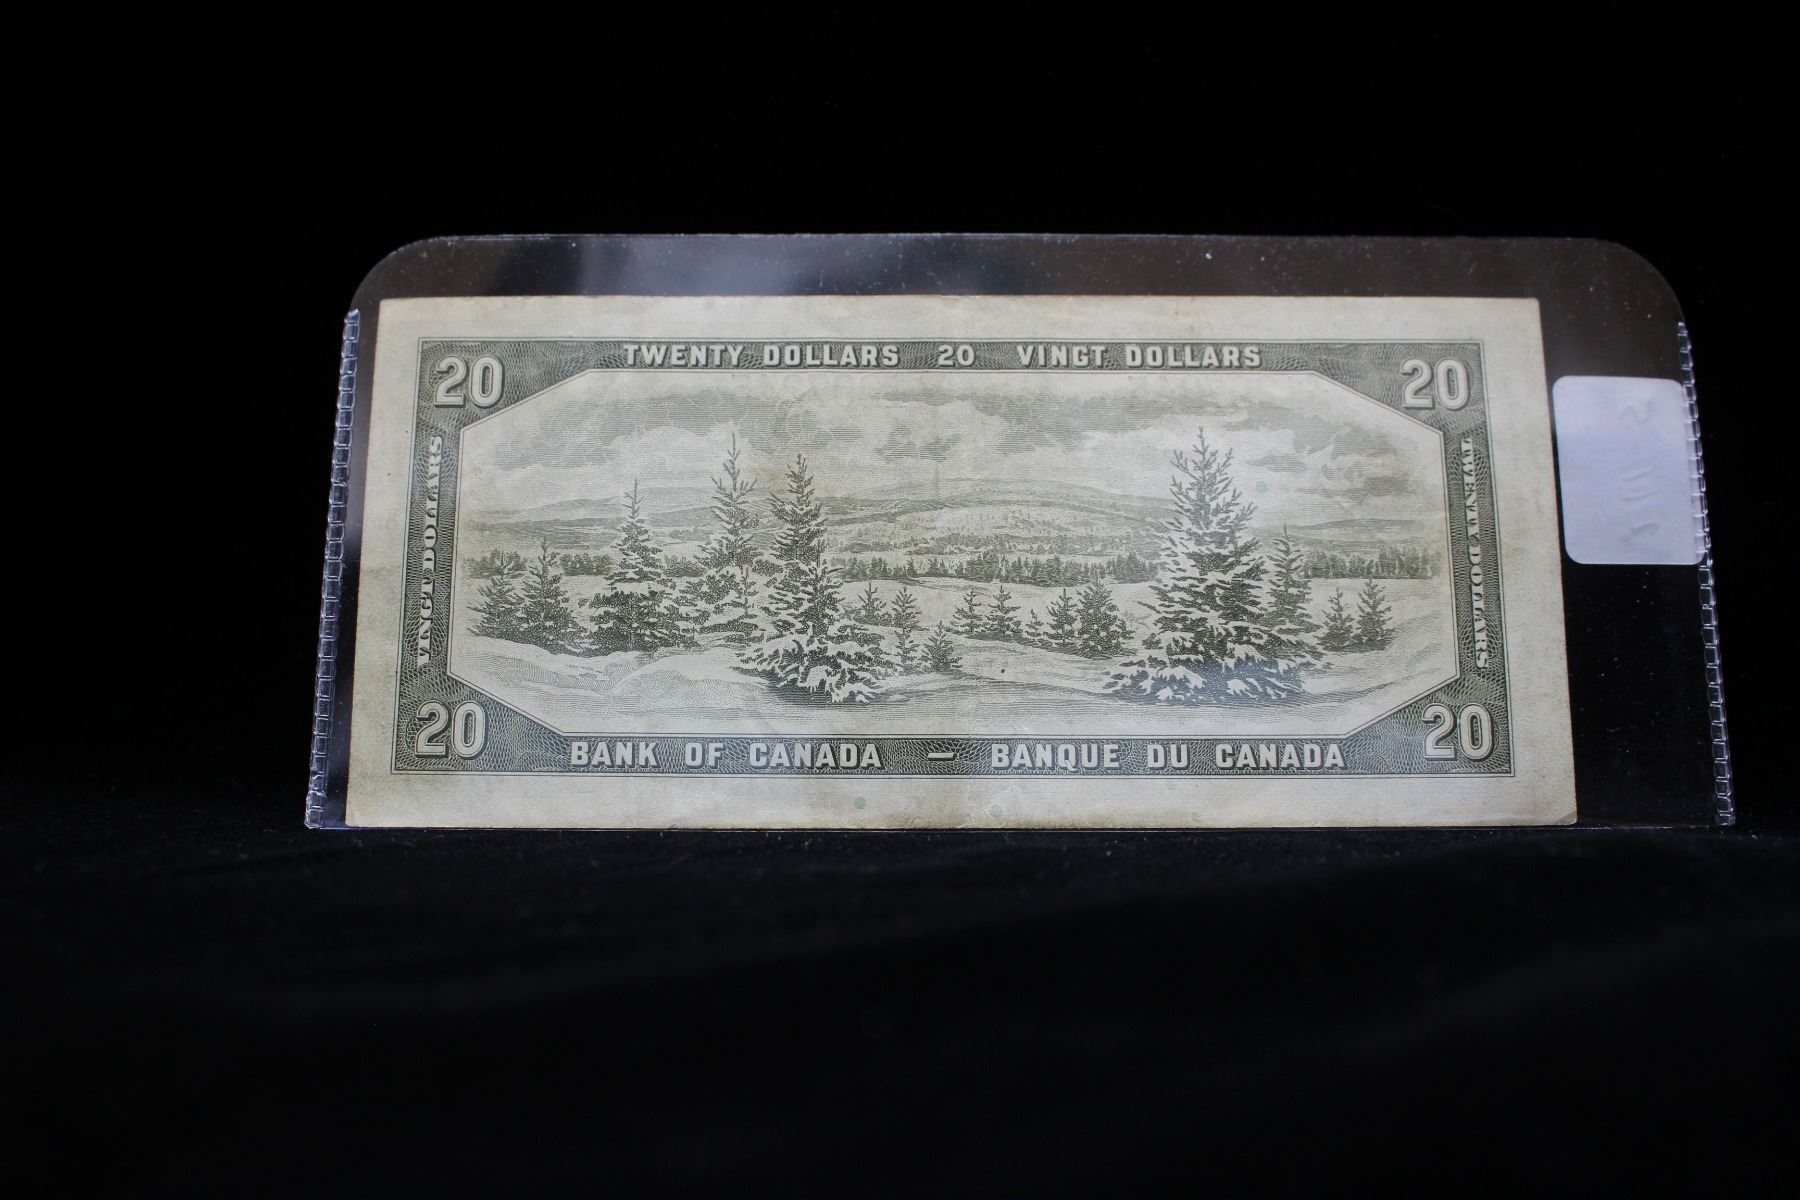 20 TWENTY DOLLARS 20 VINGT DOLLARS 20
VINGT DOLLARS
TWENTY DOLLARS
20 BANK OF CANADA — BANQUE DU CANADA 20